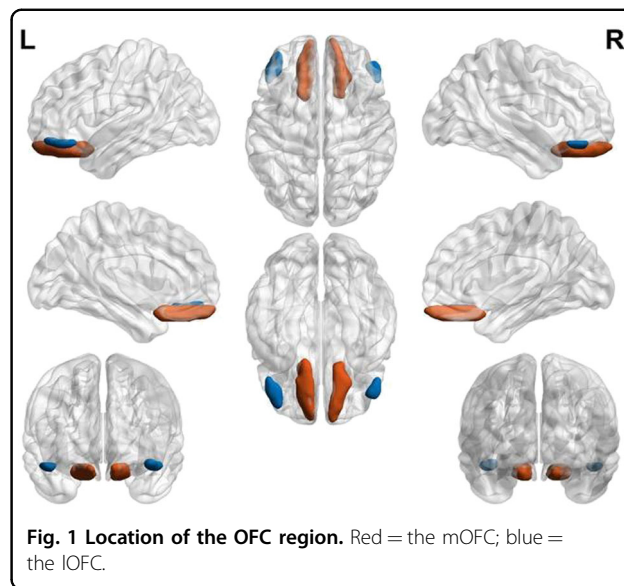 L
R
Fig. 1 Location of the OFC region. Red = the mOFC; blue =
the lOFC.